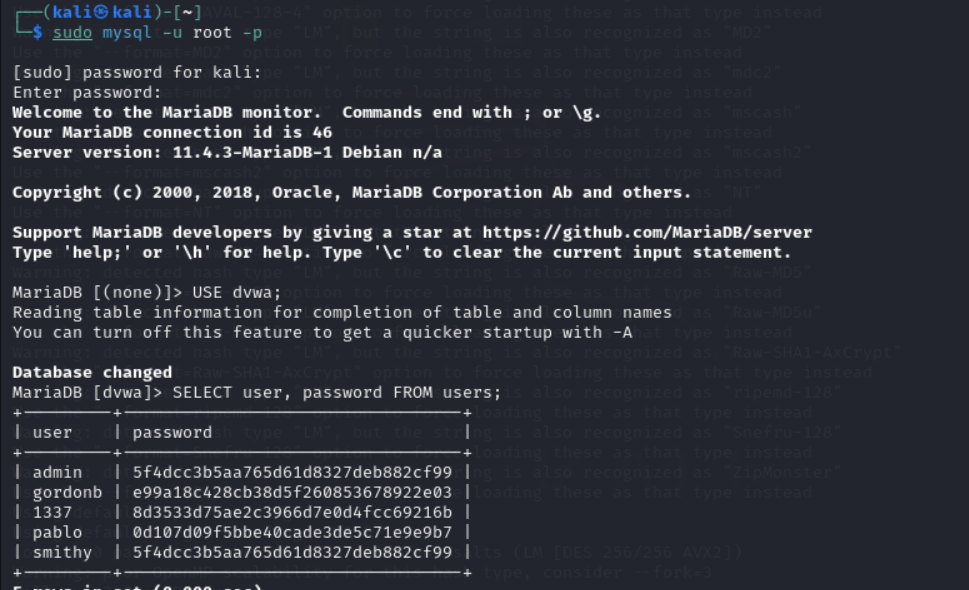 (kali㉿kali)-[~]
$ sudo mysql -u root -p
[sudo] password for kali:
Enter password:
Welcome to the MariaDB monitor.  Commands end with ; or \g.
Your MariaDB connection id is 46
Server version: 11.4.3-MariaDB-1 Debian n/a
Copyright (c) 2000, 2018, Oracle, MariaDB Corporation Ab and others.
Support MariaDB developers by giving a star at https://github.com/MariaDB/server
Type 'help;' or '\h' for help. Type '\c' to clear the current input statement.
MariaDB [(none)]> USE dvwa;
Reading table information for completion of table and column names
You can turn off this feature to get a quicker startup with -A
Database changed
MariaDB [dvwa]> SELECT user, password FROM users;
| user | password |
| admin | 5f4dcc3b5aa765d61d8327deb882cf99 |
| gordonb | e99a18c428cb38d5f260853678922e03 |
| 1337 | 8d3533d75ae2c3966d7e0d4fcc69216b |
| pablo | 0d107d09f5bbe40cade3de5c71e9e9b7 |
| smithy | 5f4dcc3b5aa765d61d8327deb882cf99 |